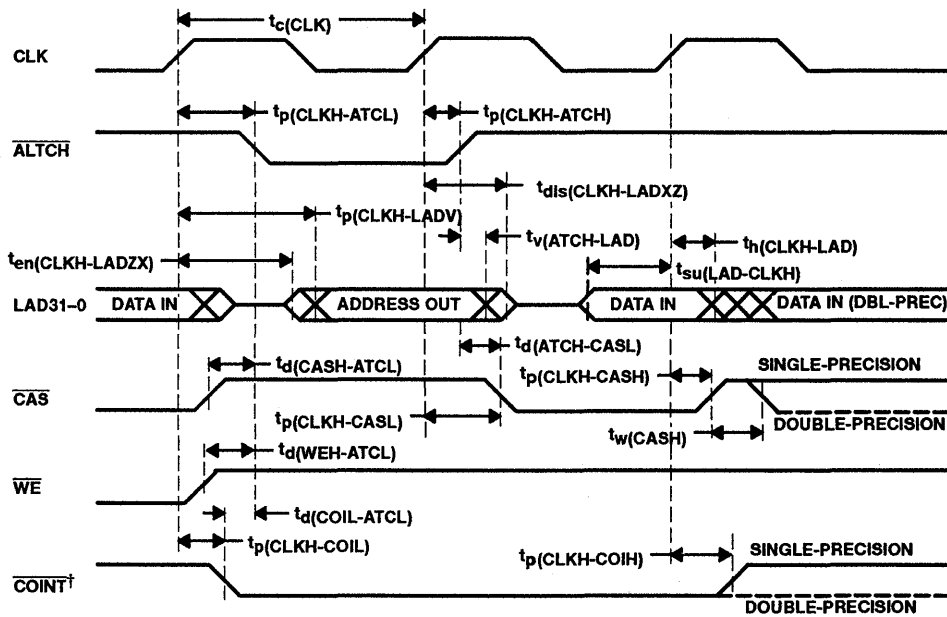 tc(CLK)
CLK
tp(CLKH-ATCL)
tp(CLKH-ATCH)
ALTCH
tdis(CLKH-LADXZ)
tp(CLKH-LADV)
tv(ATCH-LAD)
th(CLKH-LAD)
ten(CLKH-LADZX)
tsu(LAD-CLKH)
LAD31–0
DATA IN
ADDRESS OUT
DATA IN
DATA IN (DBL-PREC)
td(ATCH-CASL)
td(CASH-ATCL)
tp(CLKH-CASH)
SINGLE-PRECISION
CAS
tp(CLKH-CASL)
DOUBLE-PRECISION
tw(CASH)
td(WEH-ATCL)
WE
td(COIL-ATCL)
tp(CLKH-COIL)
tp(CLKH-COIH)
SINGLE-PRECISION
COINT†
DOUBLE-PRECISION